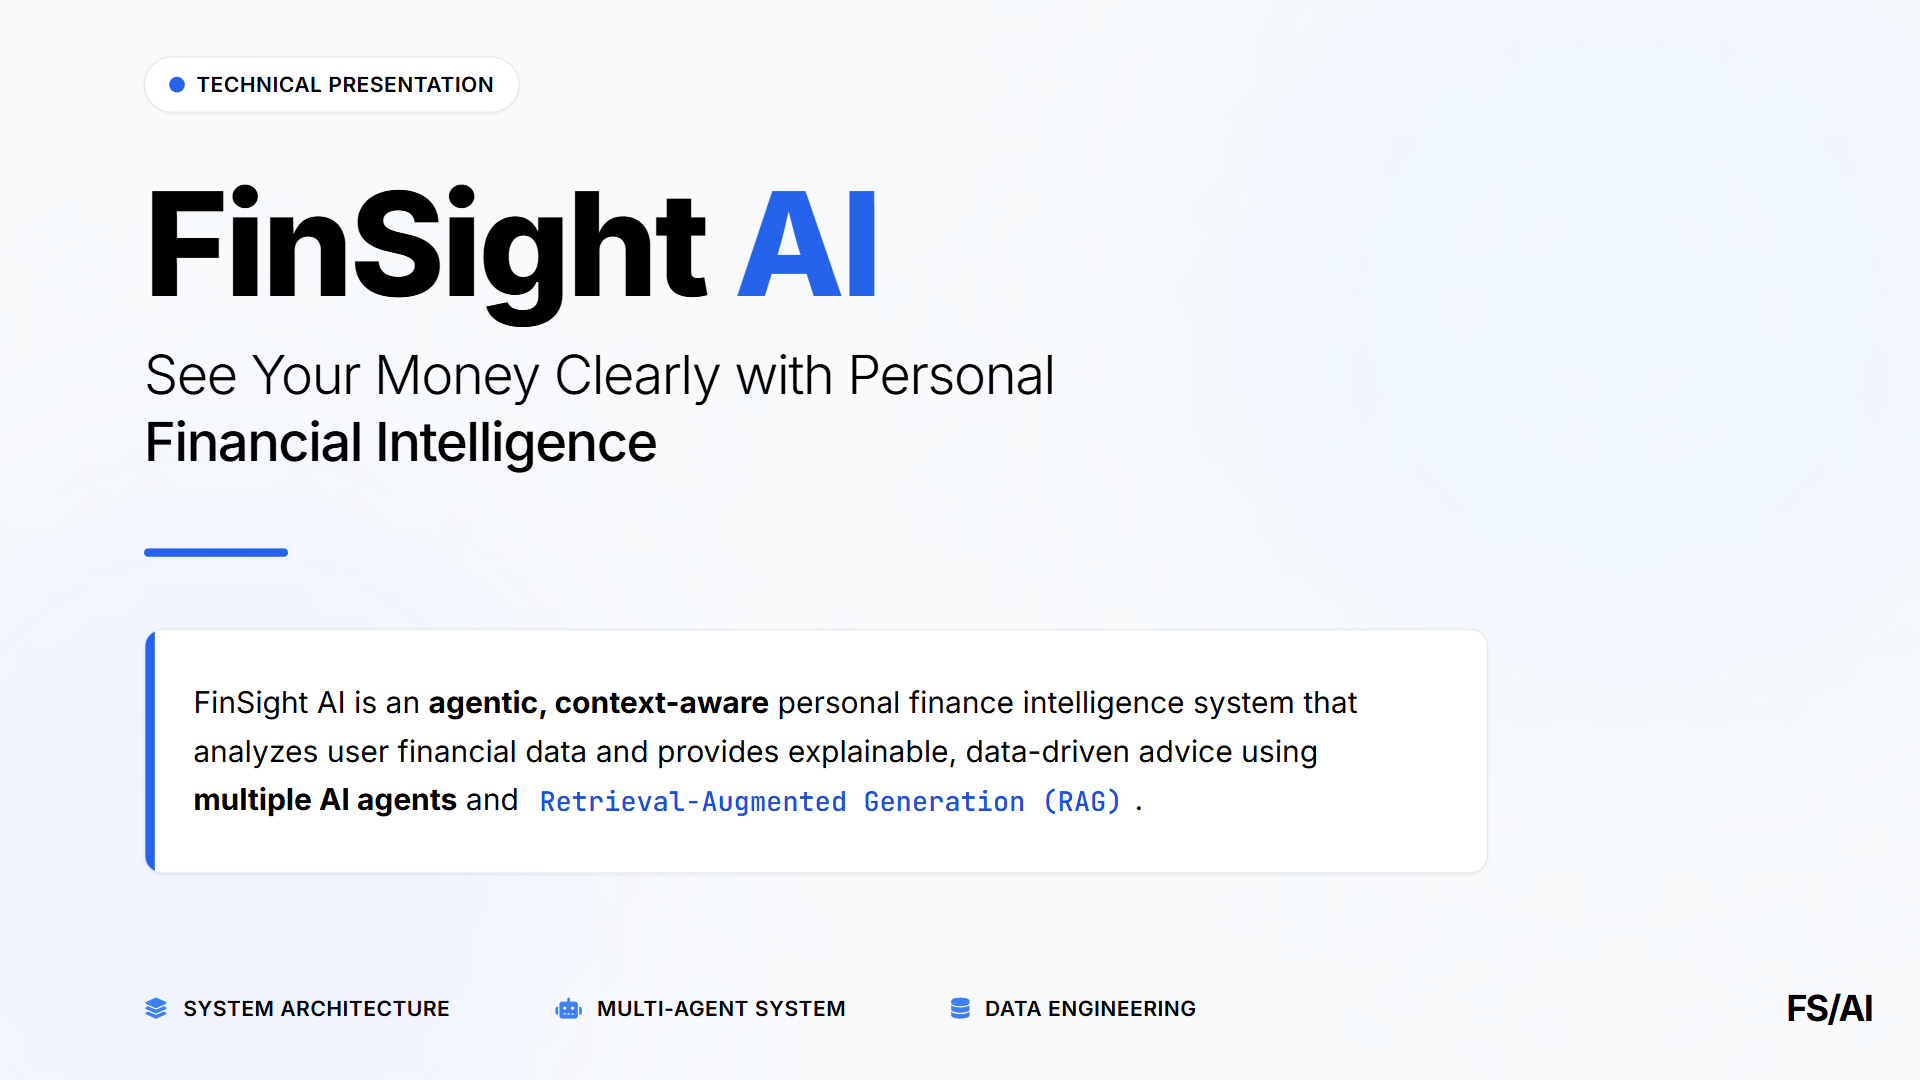 TECHNICAL PRESENTATION
FinSight AI
See Your Money Clearly with Personal
Financial Intelligence
FinSight AI is an agentic, context-aware personal finance intelligence system that
analyzes user financial data and provides explainable, data-driven advice using
multiple AI agents and Retrieval-Augmented Generation (RAG) .
SYSTEM ARCHITECTURE
MULTI-AGENT SYSTEM
DATA ENGINEERING
FS/AI